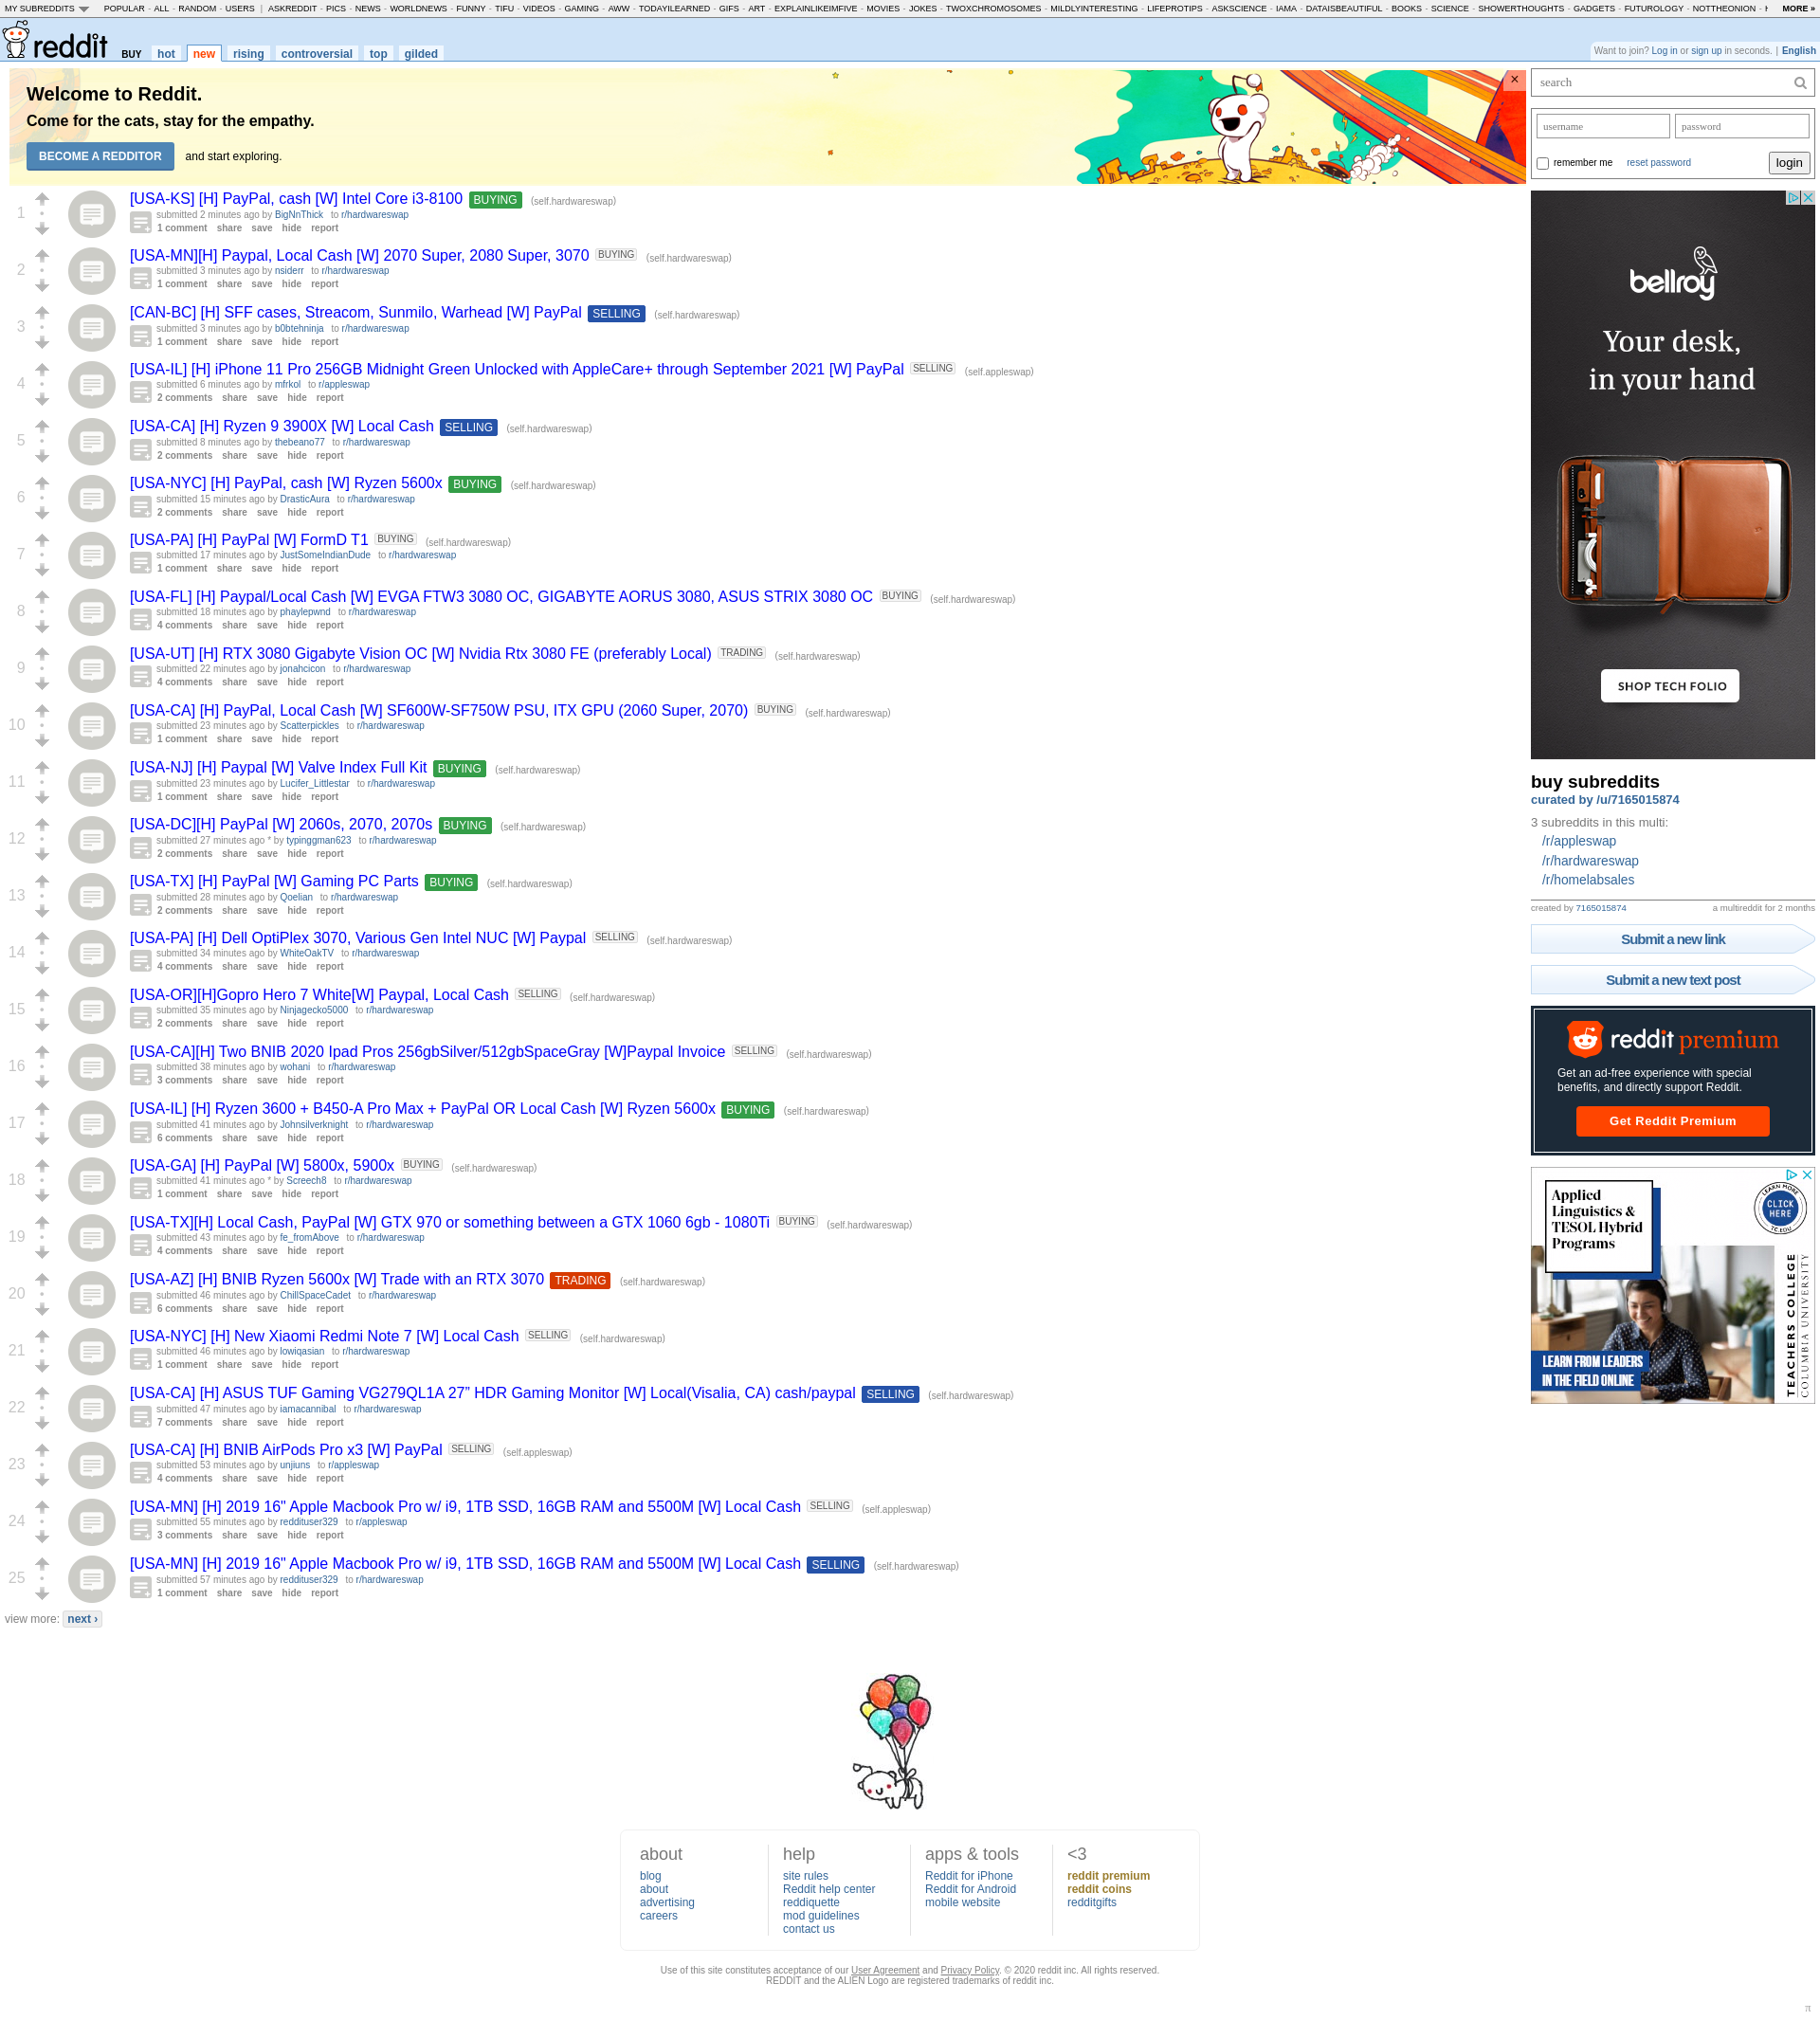 MY SUBREDDITS POPULAR - ALL - RANDOM - USERS | ASKREDDIT - PICS - NEWS - WORLDNEWS - FUNNY - TIFU - VIDEOS - GAMING - AWW - TODAYILEARNED - GIFS - ART - EXPLAINLIKEIMFIVE - MOVIES - JOKES - TWOXCHROMOSOMES - MILDLYINTERESTING - LIFEPROTIPS - ASKSCIENCE - IAMA - DATAISBEAUTIFUL - BOOKS - SCIENCE - SHOWERTHOUGHTS - GADGETS - FUTUROLOGY - NOTTHEONION - MORE »
reddit BUY hot new rising controversial top gilded
Want to join? Log in or sign up in seconds. | English
Welcome to Reddit.
Come for the cats, stay for the empathy.
BECOME A REDDITOR and start exploring.
×
1
[USA-KS] [H] PayPal, cash [W] Intel Core i3-8100 BUYING (self.hardwareswap)
submitted 2 minutes ago by BigNnThick to r/hardwareswap
1 comment share save hide report
2
[USA-MN][H] Paypal, Local Cash [W] 2070 Super, 2080 Super, 3070 BUYING (self.hardwareswap)
submitted 3 minutes ago by nsiderr to r/hardwareswap
1 comment share save hide report
3
[CAN-BC] [H] SFF cases, Streacom, Sunmilo, Warhead [W] PayPal SELLING (self.hardwareswap)
submitted 3 minutes ago by b0btehninja to r/hardwareswap
1 comment share save hide report
4
[USA-IL] [H] iPhone 11 Pro 256GB Midnight Green Unlocked with AppleCare+ through September 2021 [W] PayPal SELLING (self.appleswap)
submitted 6 minutes ago by mfrkol to r/appleswap
2 comments share save hide report
5
[USA-CA] [H] Ryzen 9 3900X [W] Local Cash SELLING (self.hardwareswap)
submitted 8 minutes ago by thebeano77 to r/hardwareswap
2 comments share save hide report
6
[USA-NYC] [H] PayPal, cash [W] Ryzen 5600x BUYING (self.hardwareswap)
submitted 15 minutes ago by DrasticAura to r/hardwareswap
2 comments share save hide report
7
[USA-PA] [H] PayPal [W] FormD T1 BUYING (self.hardwareswap)
submitted 17 minutes ago by JustSomeIndianDude to r/hardwareswap
1 comment share save hide report
8
[USA-FL] [H] Paypal/Local Cash [W] EVGA FTW3 3080 OC, GIGABYTE AORUS 3080, ASUS STRIX 3080 OC BUYING (self.hardwareswap)
submitted 18 minutes ago by phaylepwnd to r/hardwareswap
4 comments share save hide report
9
[USA-UT] [H] RTX 3080 Gigabyte Vision OC [W] Nvidia Rtx 3080 FE (preferably Local) TRADING (self.hardwareswap)
submitted 22 minutes ago by jonahcicon to r/hardwareswap
4 comments share save hide report
10
[USA-CA] [H] PayPal, Local Cash [W] SF600W-SF750W PSU, ITX GPU (2060 Super, 2070) BUYING (self.hardwareswap)
submitted 23 minutes ago by Scatterpickles to r/hardwareswap
1 comment share save hide report
11
[USA-NJ] [H] Paypal [W] Valve Index Full Kit BUYING (self.hardwareswap)
submitted 23 minutes ago by Lucifer_Littlestar to r/hardwareswap
1 comment share save hide report
12
[USA-DC][H] PayPal [W] 2060s, 2070, 2070s BUYING (self.hardwareswap)
submitted 27 minutes ago * by typinggman623 to r/hardwareswap
2 comments share save hide report
13
[USA-TX] [H] PayPal [W] Gaming PC Parts BUYING (self.hardwareswap)
submitted 28 minutes ago by Qoelian to r/hardwareswap
2 comments share save hide report
14
[USA-PA] [H] Dell OptiPlex 3070, Various Gen Intel NUC [W] Paypal SELLING (self.hardwareswap)
submitted 34 minutes ago by WhiteOakTV to r/hardwareswap
4 comments share save hide report
15
[USA-OR][H]Gopro Hero 7 White[W] Paypal, Local Cash SELLING (self.hardwareswap)
submitted 35 minutes ago by Ninjagecko5000 to r/hardwareswap
2 comments share save hide report
16
[USA-CA][H] Two BNIB 2020 Ipad Pros 256gbSilver/512gbSpaceGray [W]Paypal Invoice SELLING (self.hardwareswap)
submitted 38 minutes ago by wohani to r/hardwareswap
3 comments share save hide report
17
[USA-IL] [H] Ryzen 3600 + B450-A Pro Max + PayPal OR Local Cash [W] Ryzen 5600x BUYING (self.hardwareswap)
submitted 41 minutes ago by Johnsilverknight to r/hardwareswap
6 comments share save hide report
18
[USA-GA] [H] PayPal [W] 5800x, 5900x BUYING (self.hardwareswap)
submitted 41 minutes ago * by Screech8 to r/hardwareswap
1 comment share save hide report
19
[USA-TX][H] Local Cash, PayPal [W] GTX 970 or something between a GTX 1060 6gb - 1080Ti BUYING (self.hardwareswap)
submitted 43 minutes ago by fe_fromAbove to r/hardwareswap
4 comments share save hide report
20
[USA-AZ] [H] BNIB Ryzen 5600x [W] Trade with an RTX 3070 TRADING (self.hardwareswap)
submitted 46 minutes ago by ChillSpaceCadet to r/hardwareswap
6 comments share save hide report
21
[USA-NYC] [H] New Xiaomi Redmi Note 7 [W] Local Cash SELLING (self.hardwareswap)
submitted 46 minutes ago by lowiqasian to r/hardwareswap
1 comment share save hide report
22
[USA-CA] [H] ASUS TUF Gaming VG279QL1A 27” HDR Gaming Monitor [W] Local(Visalia, CA) cash/paypal SELLING (self.hardwareswap)
submitted 47 minutes ago by iamacannibal to r/hardwareswap
7 comments share save hide report
23
[USA-CA] [H] BNIB AirPods Pro x3 [W] PayPal SELLING (self.appleswap)
submitted 53 minutes ago by unjiuns to r/appleswap
4 comments share save hide report
24
[USA-MN] [H] 2019 16" Apple Macbook Pro w/ i9, 1TB SSD, 16GB RAM and 5500M [W] Local Cash SELLING (self.appleswap)
submitted 55 minutes ago by reddituser329 to r/appleswap
3 comments share save hide report
25
[USA-MN] [H] 2019 16" Apple Macbook Pro w/ i9, 1TB SSD, 16GB RAM and 5500M [W] Local Cash SELLING (self.hardwareswap)
submitted 57 minutes ago by reddituser329 to r/hardwareswap
1 comment share save hide report
view more: next ›
search
username password
remember me reset password login
bellroy
Your desk,
in your hand
SHOP TECH FOLIO
buy subreddits
curated by /u/7165015874
3 subreddits in this multi:
/r/appleswap
/r/hardwareswap
/r/homelabsales
created by 7165015874 a multireddit for 2 months
Submit a new link
Submit a new text post
reddit premium
Get an ad-free experience with special
benefits, and directly support Reddit.
Get Reddit Premium
Applied
Linguistics &
TESOL Hybrid
Programs
LEARN MORE
CLICK
HERE
TC.EDU
TEACHERS COLLEGE
COLUMBIA UNIVERSITY
LEARN FROM LEADERS
IN THE FIELD ONLINE
about
blog
about
advertising
careers
help
site rules
Reddit help center
reddiquette
mod guidelines
contact us
apps & tools
Reddit for iPhone
Reddit for Android
mobile website
<3
reddit premium
reddit coins
redditgifts
Use of this site constitutes acceptance of our User Agreement and Privacy Policy. © 2020 reddit inc. All rights reserved.
REDDIT and the ALIEN Logo are registered trademarks of reddit inc.
π